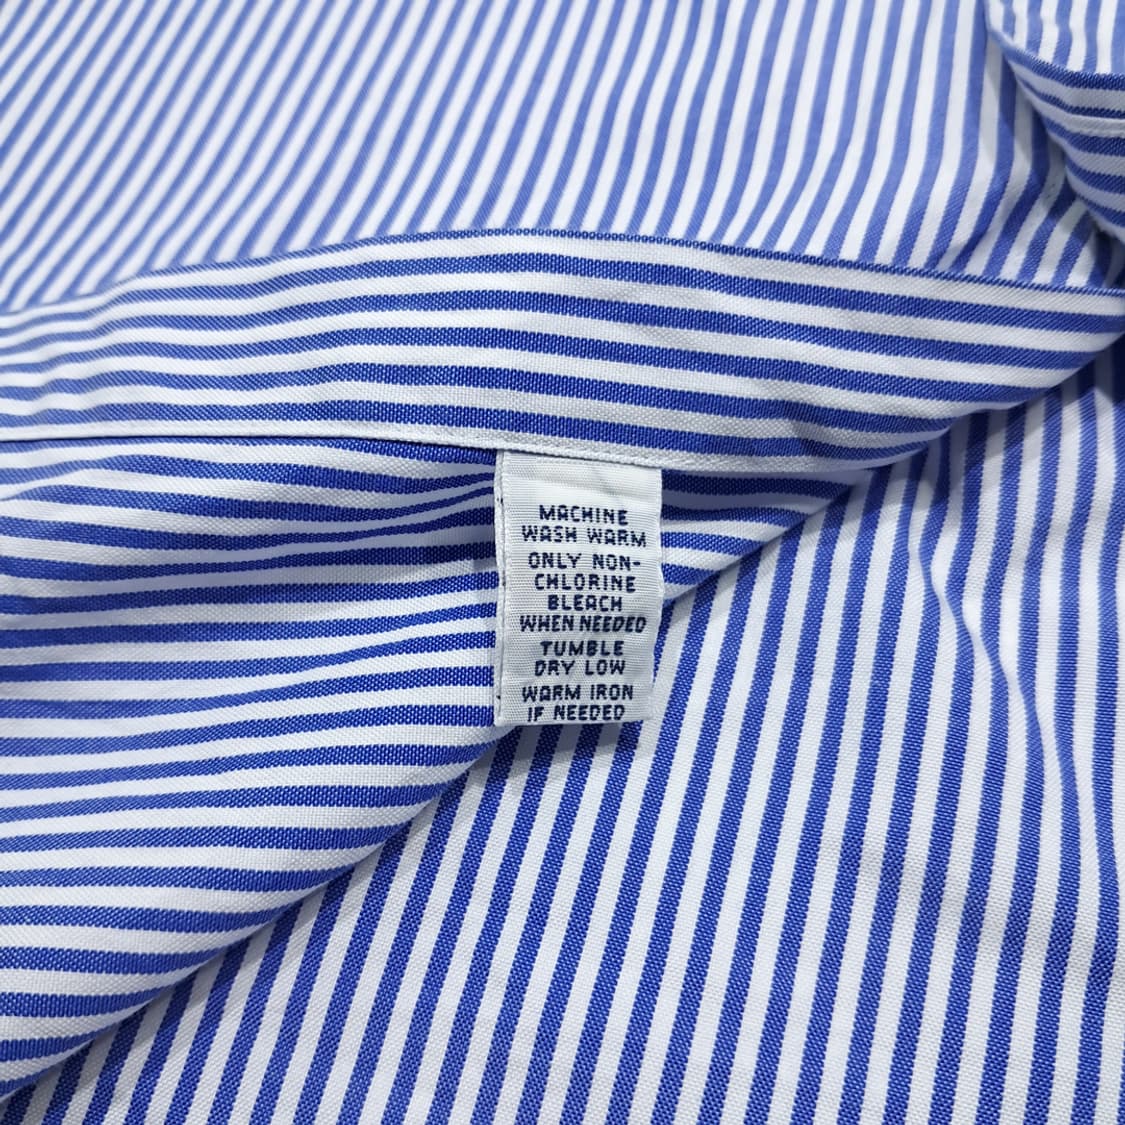 MACHINE
WASH WARM
ONLY NON-
CHLORINE
BLEACH
WHEN NEEDED
TUMBLE
DRY LOW
WARM IRON
IF NEEDED